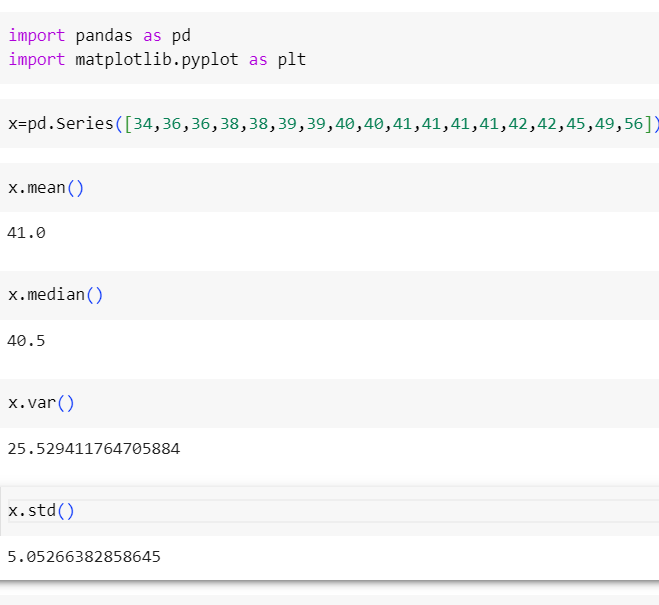 import pandas as pd
import matplotlib.pyplot as plt
x=pd.Series([34,36,36,38,38,39,39,40,40,41,41,41,41,42,42,45,49,56])
x.mean()
41.0
x.median()
40.5
x.var()
25.529411764705884
x.std()
5.05266382858645